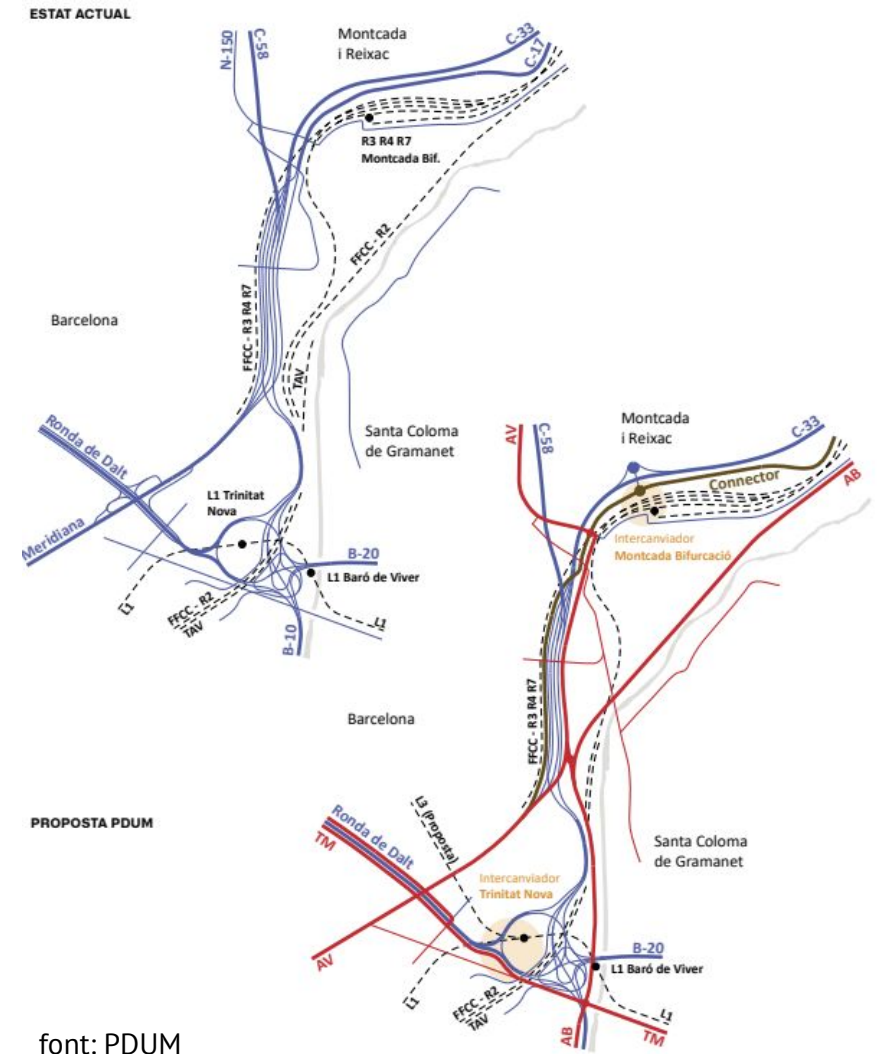 ESTAT ACTUAL
N-150
C-58
Montcada
i Reixac
C-33
C-17
R3 R4 R7
Montcada Bif.
FFCC - R2
FFCC - R3 R4 R7
Barcelona
TAV
Ronda de Dalt
Santa Coloma
de Gramanet
L1 Trinitat
Nova
Meridiana
B-20
L1 Baró de Viver
L1
FFCC - R2
TAV
L1
B-10
PROPOSTA PDUM
AV
C-58
Montcada
i Reixac
C-33
Connector
AB
Intercanviador
Montcada Bifurcació
FFCC - R3 R4 R7
Barcelona
L3 (Proposta)
Ronda de Dalt
TM
Santa Coloma
de Gramanet
Intercanviador
Trinitat Nova
AV
B-20
L1 Baró de Viver
L1
FFCC - R2
TAV
L1
TM
AB
font: PDUM